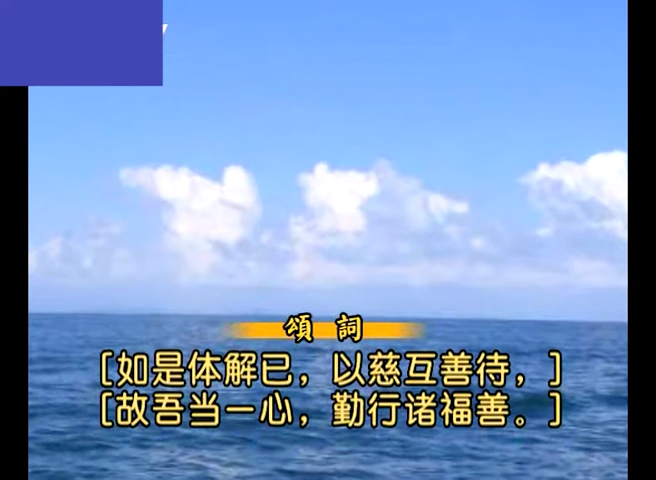 頌 詞
[如是体解已，以慈互善待，]
[故吾当一心，勤行诸福善。]